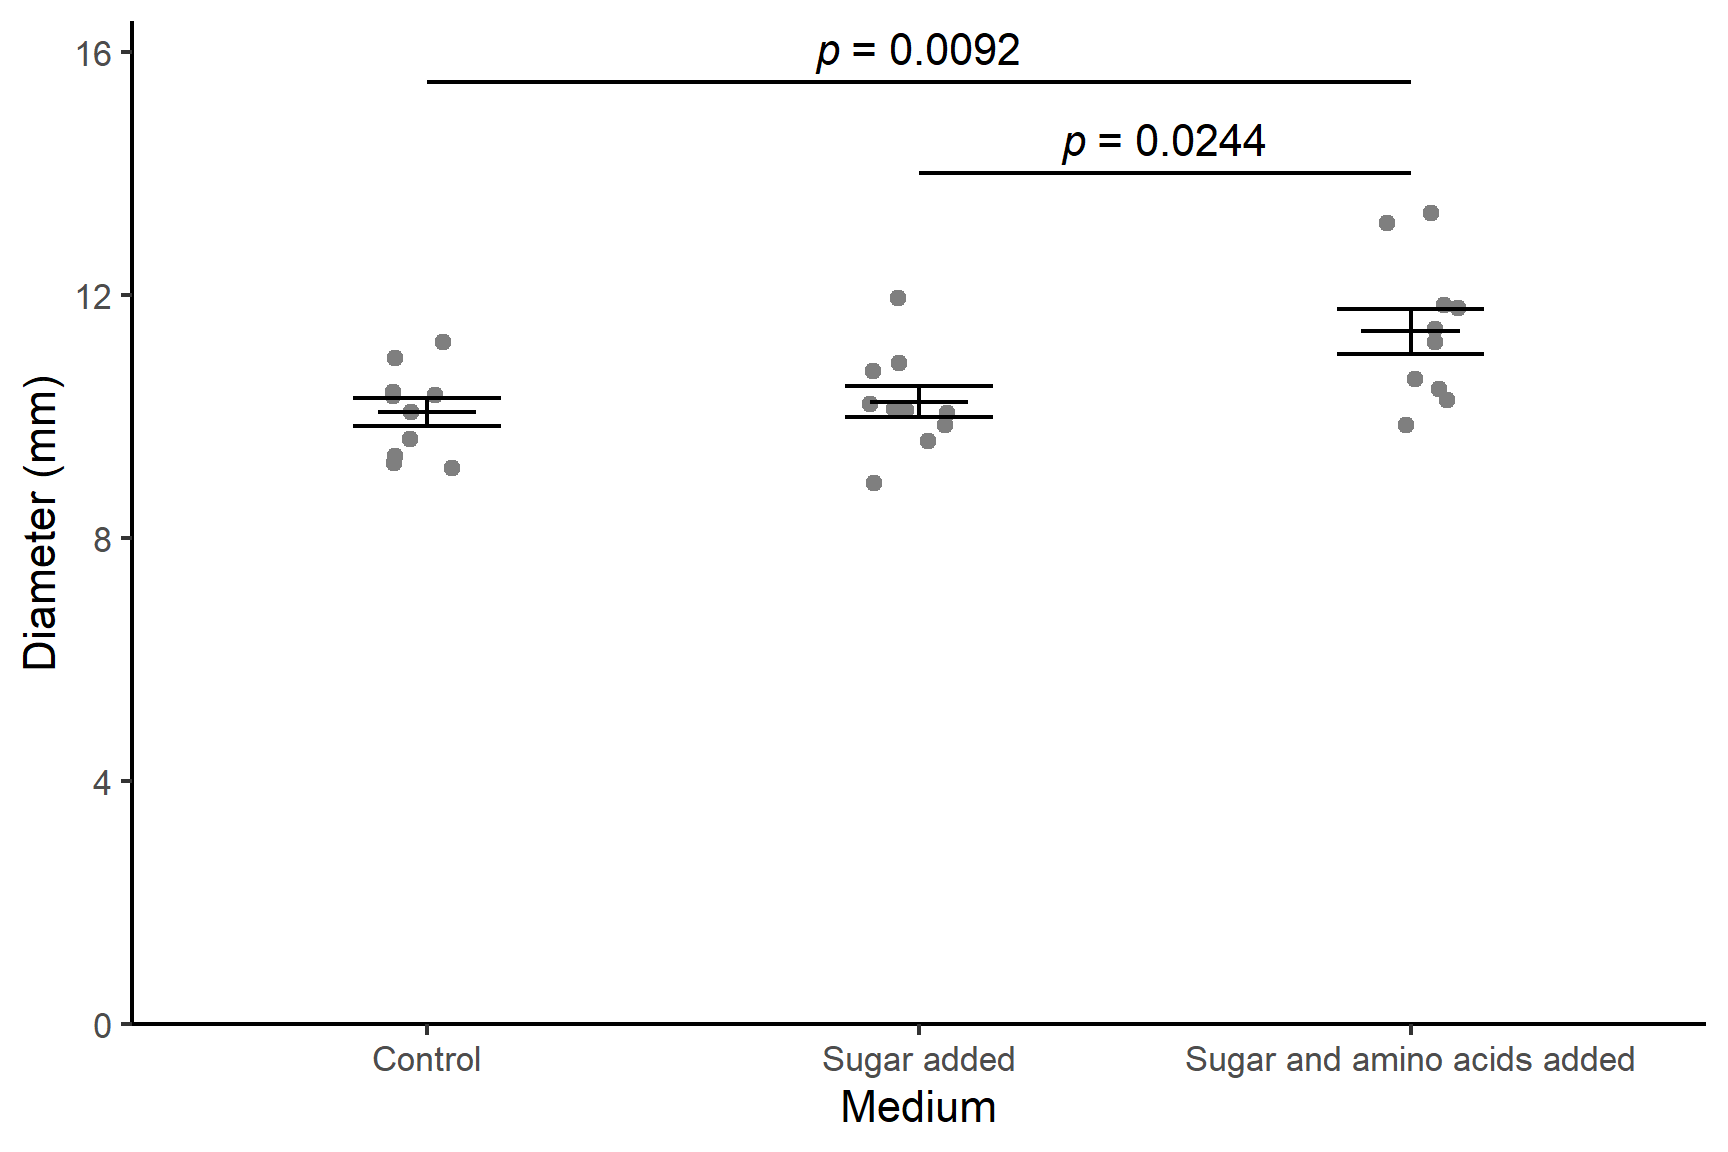 16
p = 0.0092
p = 0.0244
12
8
4
0
Diameter (mm)
Control
Sugar added
Sugar and amino acids added
Medium